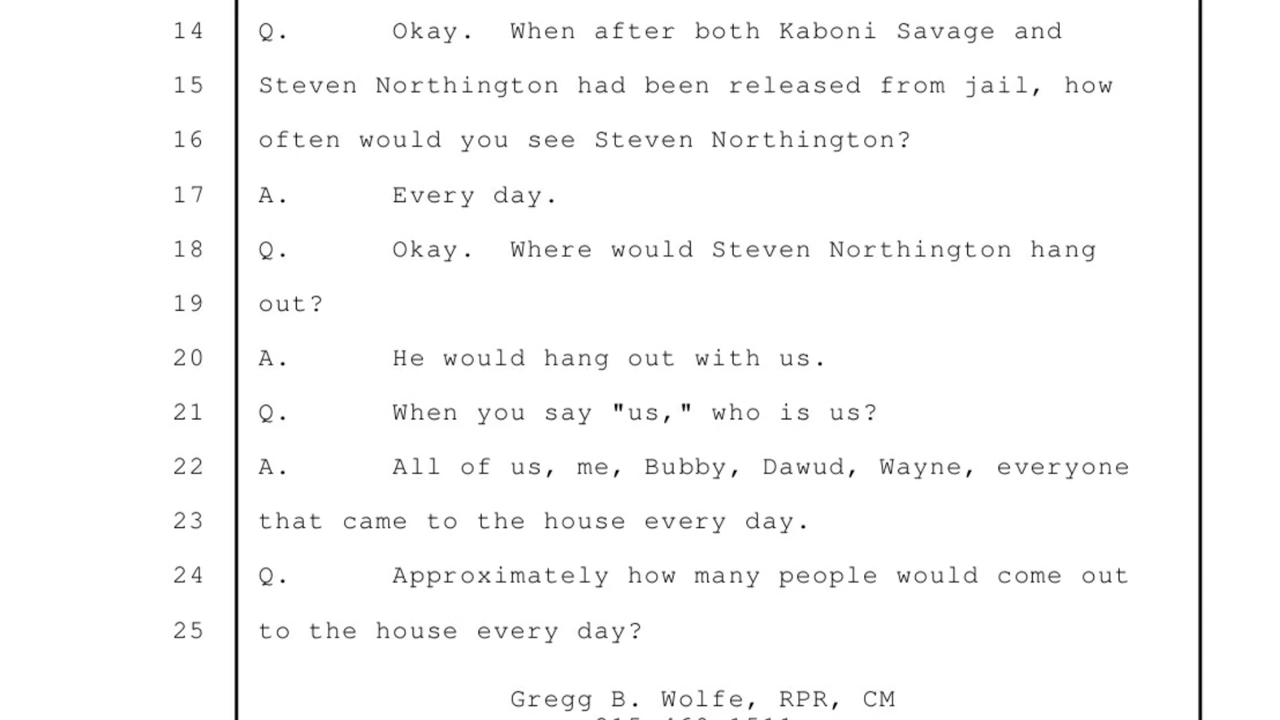 14 Q. Okay. When after both Kaboni Savage and
15 Steven Northington had been released from jail, how
16 often would you see Steven Northington?
17 A. Every day.
18 Q. Okay. Where would Steven Northington hang
19 out?
20 A. He would hang out with us.
21 Q. When you say "us," who is us?
22 A. All of us, me, Bubby, Dawud, Wayne, everyone
23 that came to the house every day.
24 Q. Approximately how many people would come out
25 to the house every day?
Gregg B. Wolfe, RPR, CM